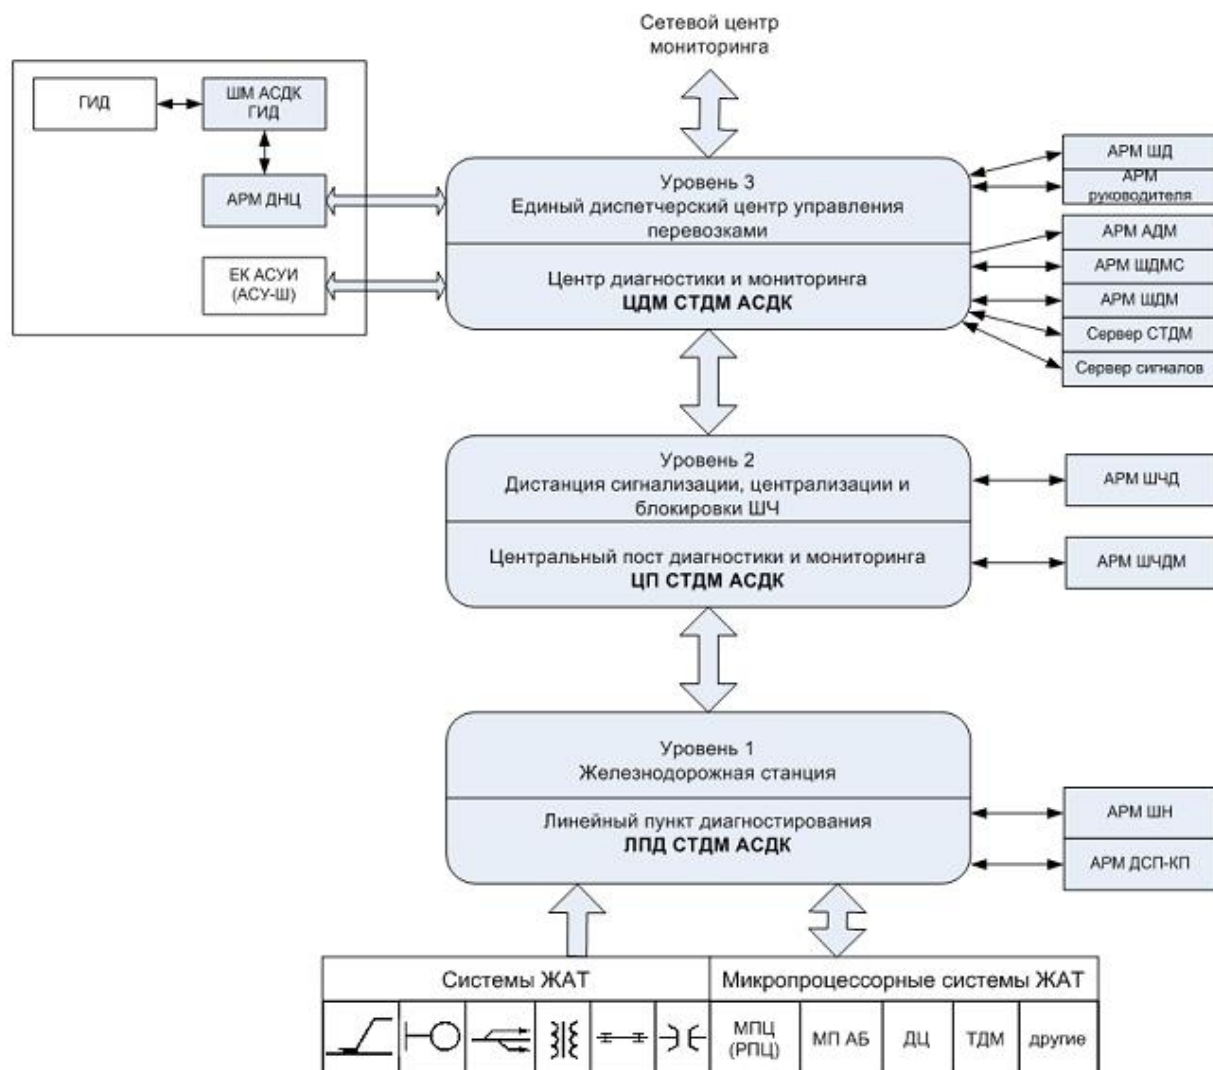 Сетевой центр
мониторинга
ГИД
ШМ АСДК
ГИД
АРМ ДНЦ
ЕК АСУИ
(АСУ-Ш)
Уровень 3
Единый диспетчерский центр управления
перевозками
Центр диагностики и мониторинга
ЦДМ СТДМ АСДК
АРМ ШД
АРМ
руководителя
АРМ АДМ
АРМ ШДМС
АРМ ШДМ
Сервер СТДМ
Сервер сигналов
Уровень 2
Дистанция сигнализации, централизации и
блокировки ШЧ
Центральный пост диагностики и мониторинга
ЦП СТДМ АСДК
АРМ ШЧД
АРМ ШЧДМ
Уровень 1
Железнодорожная станция
Линейный пункт диагностирования
ЛПД СТДМ АСДК
АРМ ШН
АРМ ДСП-КП
Системы ЖАТ
Микропроцессорные системы ЖАТ
МПЦ
(РПЦ)
МП АБ
ДЦ
ТДМ
другие